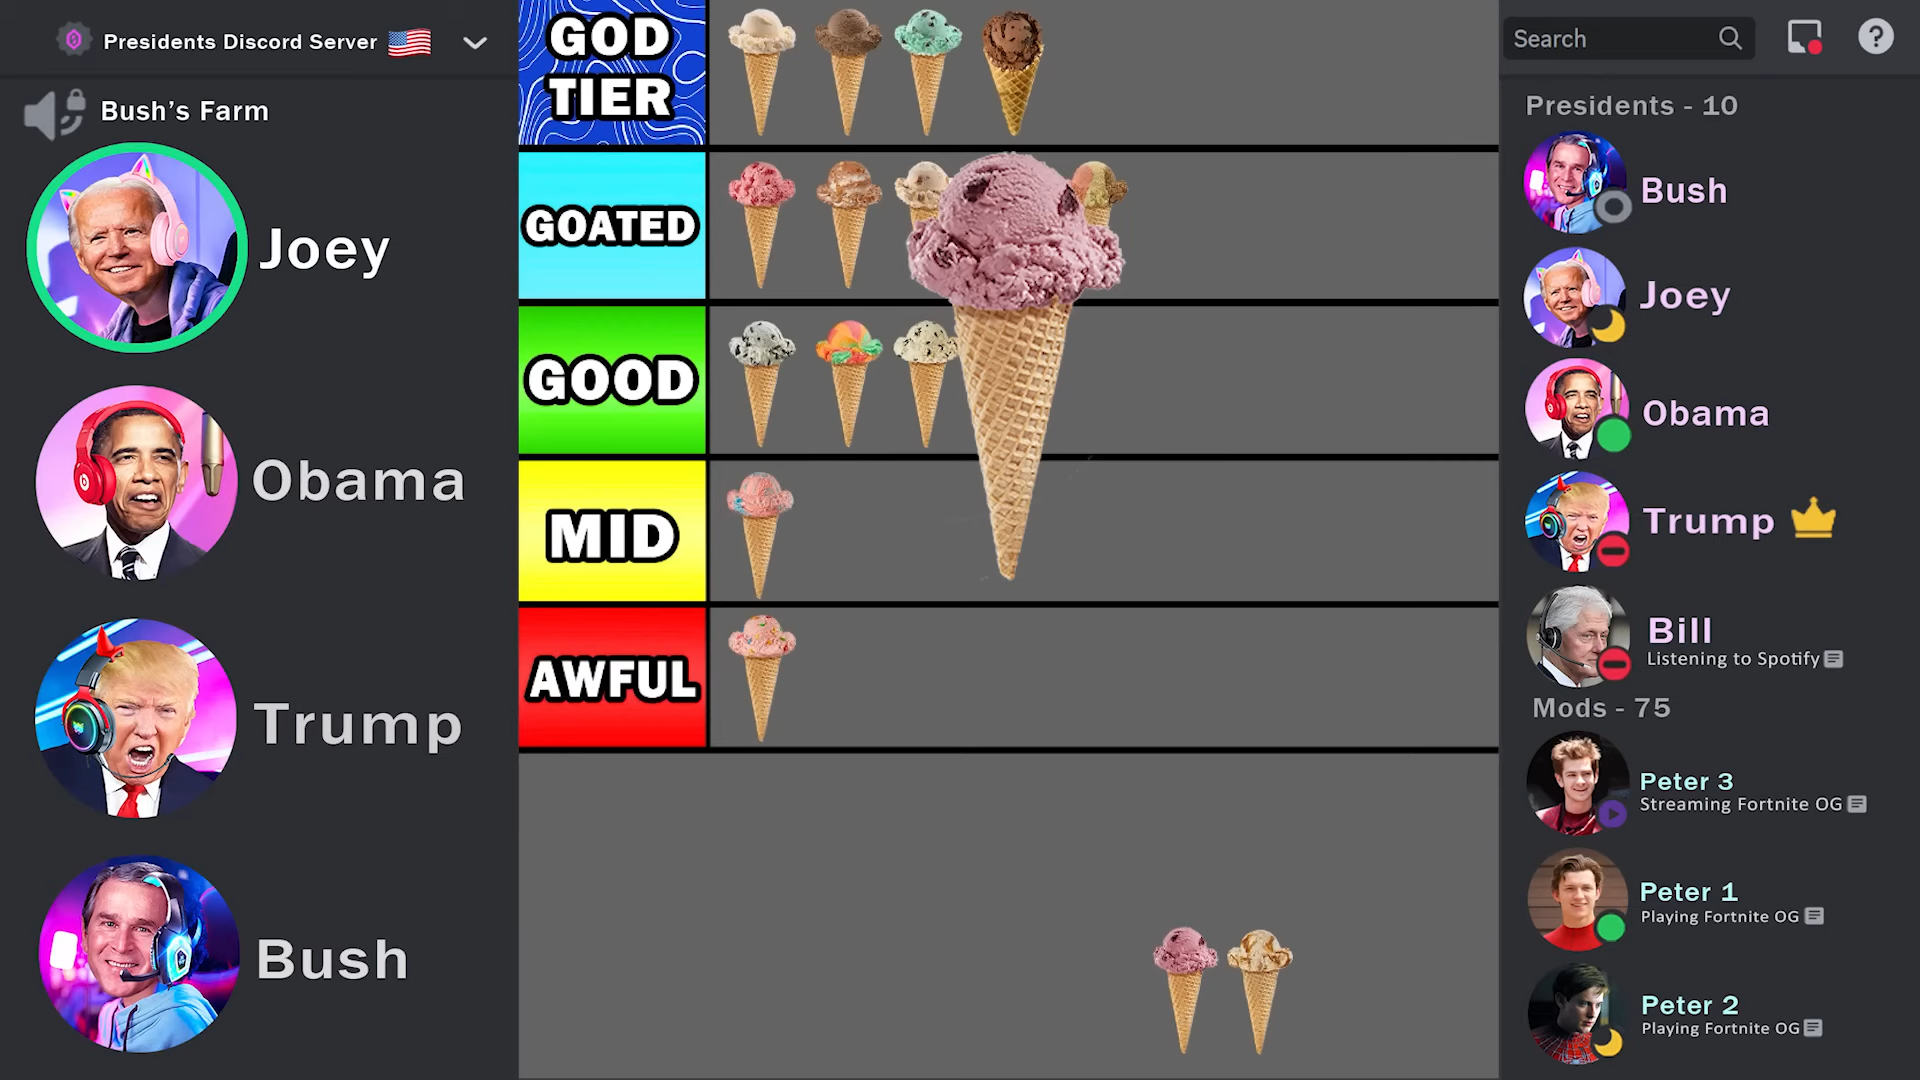 Presidents Discord Server
Bush's Farm
Joey
Obama
Trump
Bush
GOD
TIER
GOATED
GOOD
MID
AWFUL
Search
?
Presidents - 10
Bush
Joey
Obama
Trump
Bill
Listening to Spotify
Mods - 75
Peter 3
Streaming Fortnite OG
Peter 1
Playing Fortnite OG
Peter 2
Playing Fortnite OG